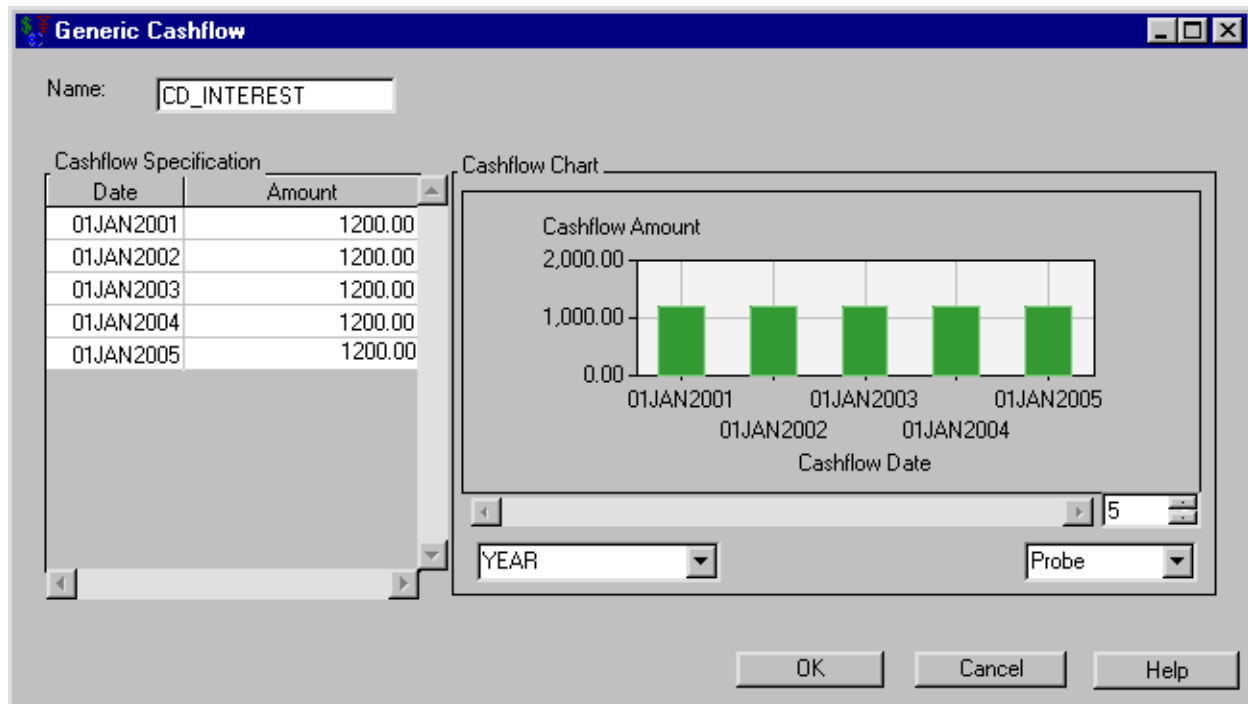 Generic Cashflow
Name: CD_INTEREST
Cashflow Specification
Date Amount
01JAN2001 1200.00
01JAN2002 1200.00
01JAN2003 1200.00
01JAN2004 1200.00
01JAN2005 1200.00
Cashflow Chart
Cashflow Amount
2,000.00
1,000.00
0.00
01JAN2001 01JAN2003 01JAN2005
01JAN2002 01JAN2004
Cashflow Date
5
YEAR Probe
OK Cancel Help